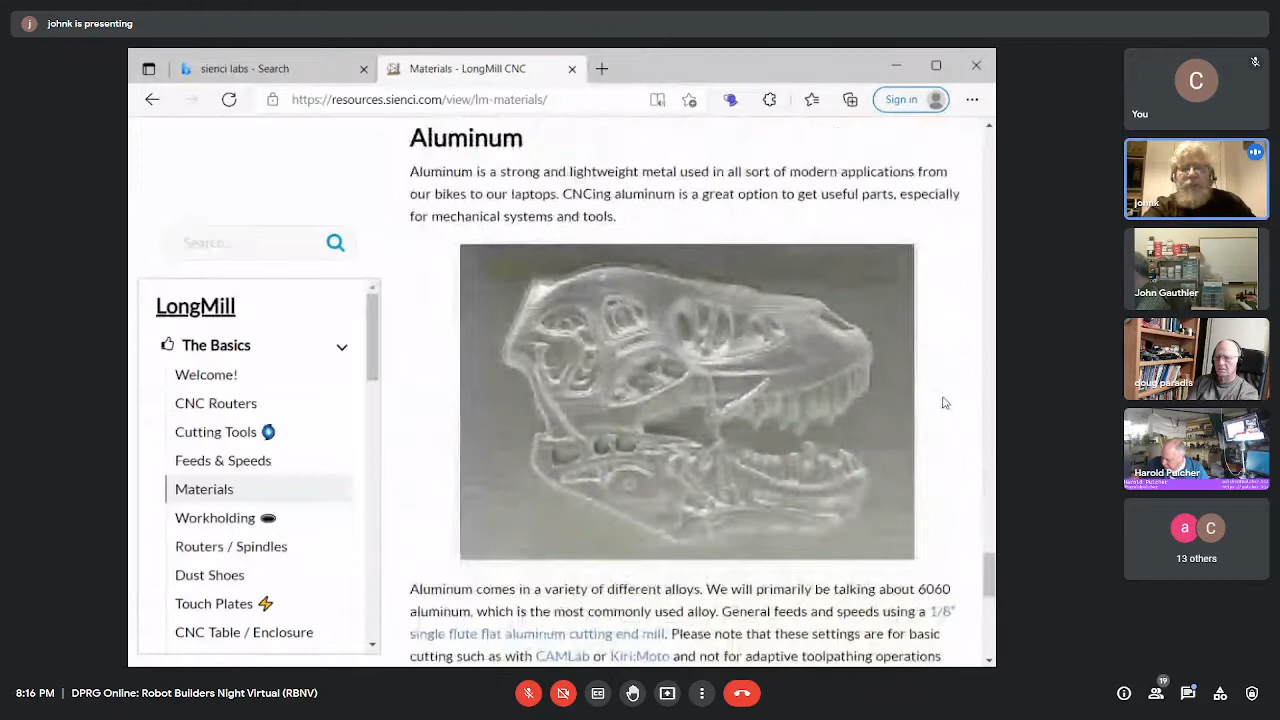 johnk is presenting
sienci labs - Search
Materials - LongMill CNC
https://resources.sienci.com/view/lm-materials/
Sign in
Search...
LongMill
The Basics
Welcome!
CNC Routers
Cutting Tools
Feeds & Speeds
Materials
Workholding
Routers / Spindles
Dust Shoes
Touch Plates
CNC Table / Enclosure
Aluminum
Aluminum is a strong and lightweight metal used in all sort of modern applications from
our bikes to our laptops. CNCing aluminum is a great option to get useful parts, especially
for mechanical systems and tools.
Aluminum comes in a variety of different alloys. We will primarily be talking about 6060
aluminum, which is the most commonly used alloy. General feeds and speeds using a 1/8"
single flute flat aluminum cutting end mill. Please note that these settings are for basic
cutting such as with CAMLab or Kiri:Moto and not for adaptive toolpathing operations
C
You
johnk
John Gauthier
doug paradis
Harold Pulcher
Harold Pulcher
a C
13 others
8:16 PM | DPRG Online: Robot Builders Night Virtual (RBNV)
19